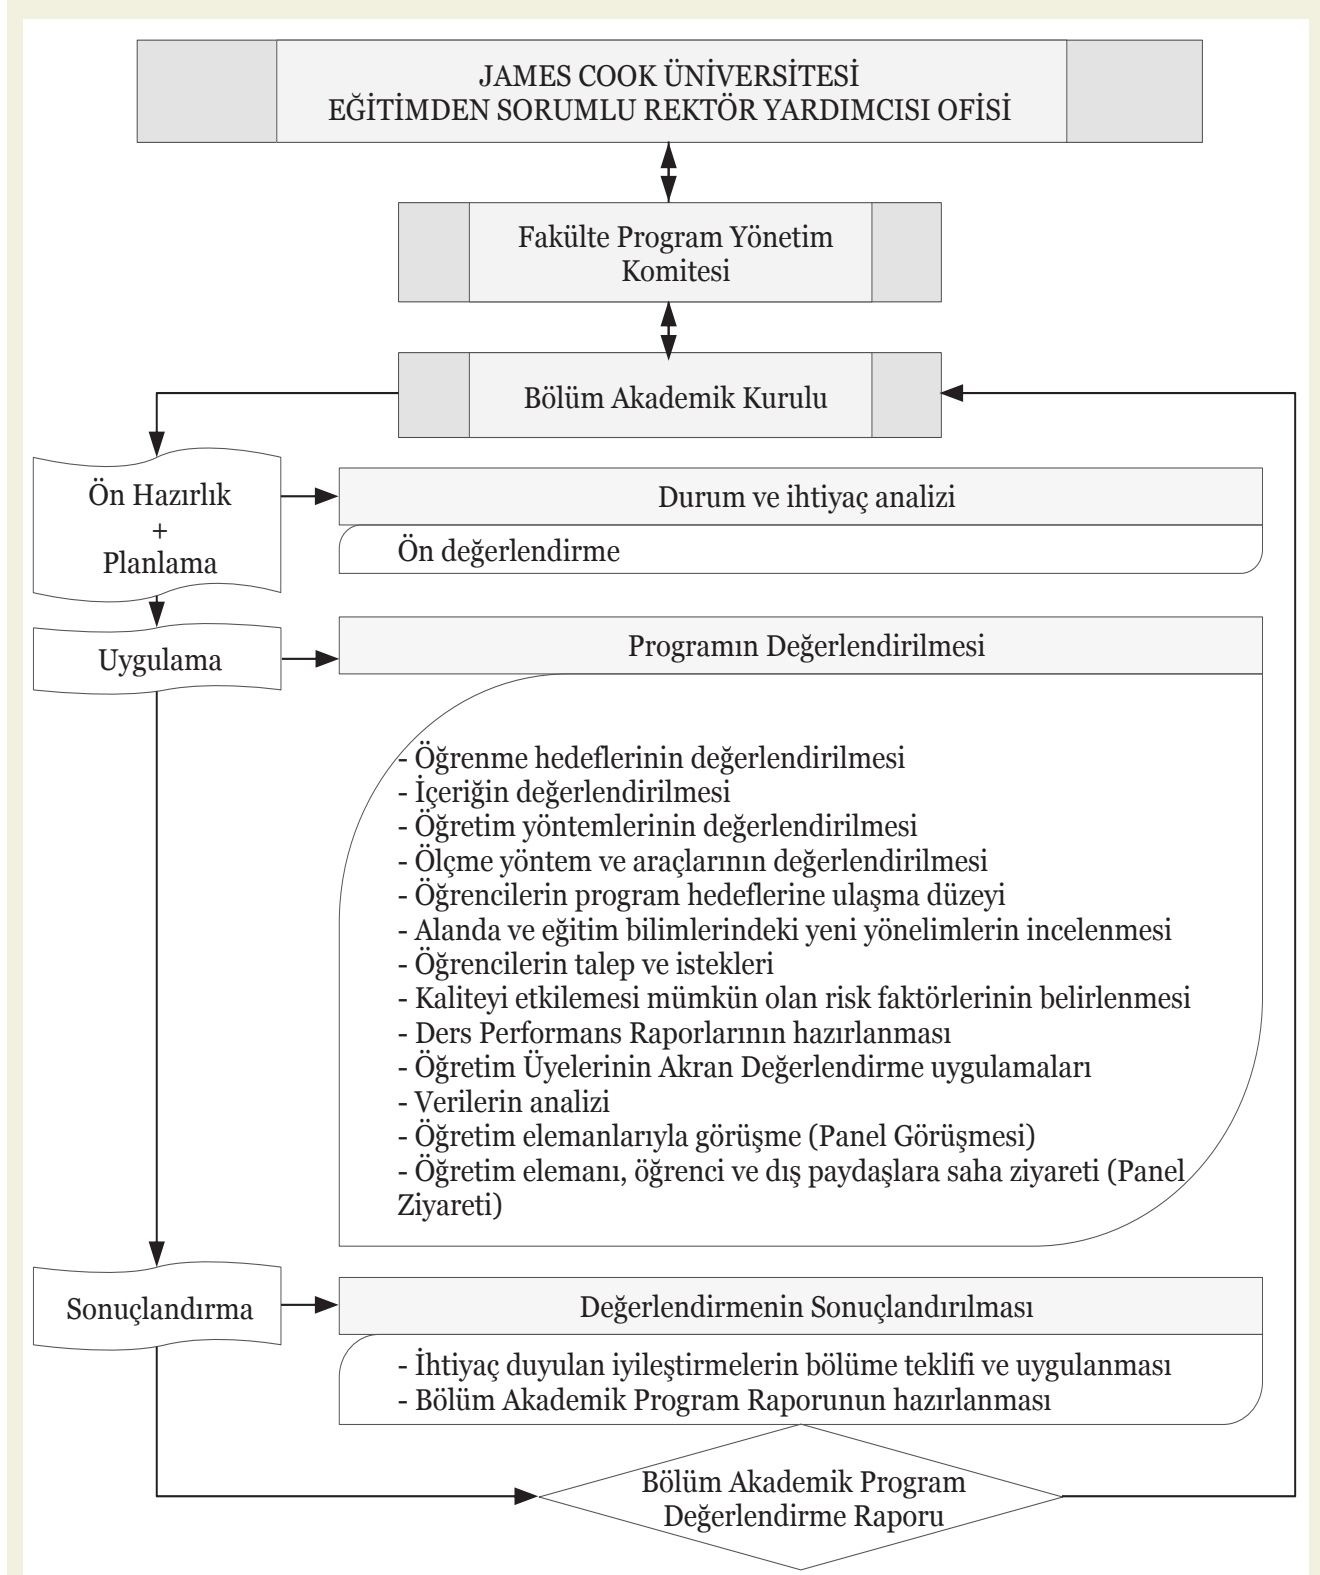 JAMES COOK ÜNİVERSİTESİ
EĞİTİMDEN SORUMLU REKTÖR YARDIMCISI OFİSİ
Fakülte Program Yönetim
Komitesi
Bölüm Akademik Kurulu
Ön Hazırlık
+
Planlama
Durum ve ihtiyaç analizi
Ön değerlendirme
Uygulama
Programın Değerlendirilmesi
- Öğrenme hedeflerinin değerlendirilmesi
- İçeriğin değerlendirilmesi
- Öğretim yöntemlerinin değerlendirilmesi
- Ölçme yöntem ve araçlarının değerlendirilmesi
- Öğrencilerin program hedeflerine ulaşma düzeyi
- Alanda ve eğitim bilimlerindeki yeni yönelimlerin incelenmesi
- Öğrencilerin talep ve istekleri
- Kaliteyi etkilemesi mümkün olan risk faktörlerinin belirlenmesi
- Ders Performans Raporlarının hazırlanması
- Öğretim Üyelerinin Akran Değerlendirme uygulamaları
- Verilerin analizi
- Öğretim elemanlarıyla görüşme (Panel Görüşmesi)
- Öğretim elemanı, öğrenci ve dış paydaşlara saha ziyareti (Panel
Ziyareti)
Sonuçlandırma
Değerlendirmenin Sonuçlandırılması
- İhtiyaç duyulan iyileştirmelerin bölüme teklifi ve uygulanması
- Bölüm Akademik Program Raporunun hazırlanması
Bölüm Akademik Program
Değerlendirme Raporu